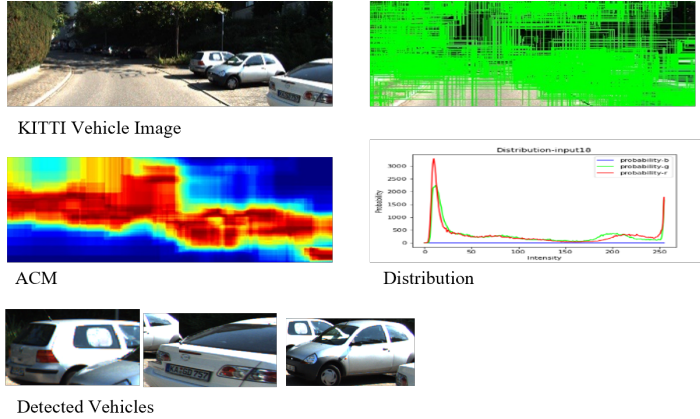 KITTI Vehicle Image
Distribution-input18
probability-b
probability-g
probability-r
Probability
3000
2500
2000
1500
1000
500
0
0 50 100 150 200 250
Intensity
ACM
Distribution
Detected Vehicles